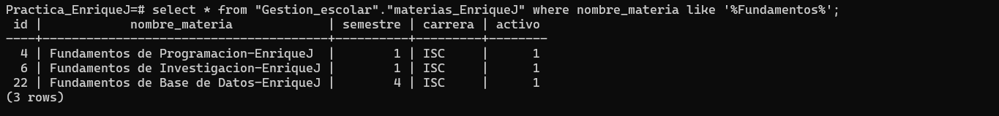 Practica_EnriqueJ=# select * from "Gestion_escolar"."materias_EnriqueJ" where nombre_materia like '%Fundamentos%';
 id |            nombre_materia             | semestre | carrera | activo
----+---------------------------------------+----------+---------+--------
  4 | Fundamentos de Programacion-EnriqueJ  |        1 | ISC     |      1
  6 | Fundamentos de Investigacion-EnriqueJ |        1 | ISC     |      1
 22 | Fundamentos de Base de Datos-EnriqueJ |        4 | ISC     |      1
(3 rows)